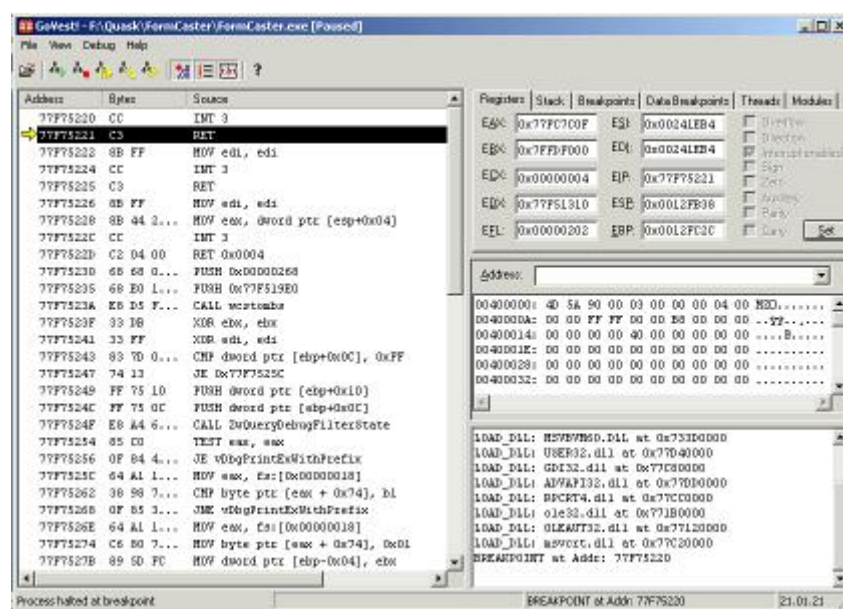 GoVest! - F:\Quask\FormCaster\FormCaster.exe [Paused]
File View Debug Help
Address Bytes Source
77F75220 CC INT 3
77F75221 C3 RET
77F75222 8B FF MOV edi, edi
77F75224 CC INT 3
77F75225 C3 RET
77F75226 8B FF MOV edi, edi
77F75228 8B 44 2... MOV eax, dword ptr [esp+0x04]
77F7522C CC INT 3
77F7522D C2 04 00 RET 0x0004
77F75230 68 68 0... PUSH 0x00000268
77F75235 68 E0 1... PUSH 0x77F519E0
77F7523A E8 D5 F... CALL wcstombs
77F7523F 33 DB XOR ebx, ebx
77F75241 33 FF XOR edi, edi
77F75243 83 7D 0... CMP dword ptr [ebp+0x0C], 0xFF
77F75247 74 13 JE 0x77F7525C
77F75249 FF 75 10 PUSH dword ptr [ebp+0x10]
77F7524C FF 75 0C PUSH dword ptr [ebp+0x0C]
77F7524F E8 A4 6... CALL ZwQueryDebugFilterState
77F75254 85 C0 TEST eax, eax
77F75256 0F 84 4... JE vDbgPrintExWithPrefix
77F7525C 64 A1 1... MOV eax, fs:[0x00000018]
77F75262 38 98 7... CMP byte ptr [eax + 0x74], bl
77F75268 0F 85 3... JNE vDbgPrintExWithPrefix
77F7526E 64 A1 1... MOV eax, fs:[0x00000018]
77F75274 C6 80 7... MOV byte ptr [eax + 0x74], 0x01
77F7527B 89 5D FC MOV dword ptr [ebp-0x04], ebx
Registers Stack Breakpoints Data Breakpoints Threads Modules
EAX: 0x77FC7C0F ESI: 0x00241EB4 Overflow
Direction
EBX: 0x7FFDF000 EDI: 0x00241EB4 Interrupt enabled
Sign
ECX: 0x00000004 EIP: 0x77F75221 Zero
Auxiliary
EDX: 0x77F51310 ESP: 0x0012FB38 Parity
EFL: 0x00000202 EBP: 0x0012FC2C Carry Set
Address:
00400000: 4D 5A 90 00 03 00 00 00 04 00 MZ.......
0040000A: 00 00 FF FF 00 00 B8 00 00 00 ..ÿÿ..,...
00400014: 00 00 00 00 40 00 00 00 00 00 ....@.....
0040001E: 00 00 00 00 00 00 00 00 00 00 ..........
00400028: 00 00 00 00 00 00 00 00 00 00 ..........
00400032: 00 00 00 00 00 00 00 00 00 00 ..........
LOAD_DLL: MSVBVM60.DLL at 0x733D0000
LOAD_DLL: USER32.dll at 0x77D40000
LOAD_DLL: GDI32.dll at 0x77C60000
LOAD_DLL: ADVAPI32.dll at 0x77DD0000
LOAD_DLL: RPCRT4.dll at 0x77CC0000
LOAD_DLL: ole32.dll at 0x771B0000
LOAD_DLL: OLEAUT32.dll at 0x77120000
LOAD_DLL: msvcrt.dll at 0x77C20000
BREAKPOINT at Addr: 77F75220
Process halted at breakpoint BREAKPOINT at Addr: 77F75220 21.01.21